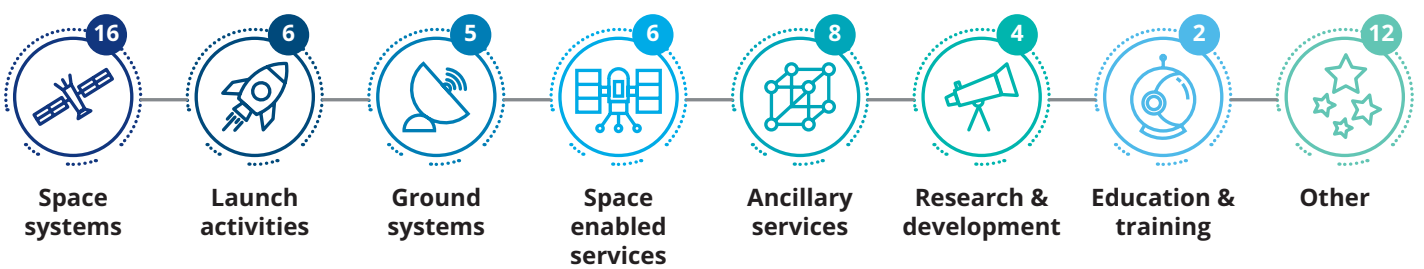 16
6
5
6
8
4
2
12
Space
systems
Launch
activities
Ground
systems
Space
enabled
services
Ancillary
services
Research &
development
Education &
training
Other